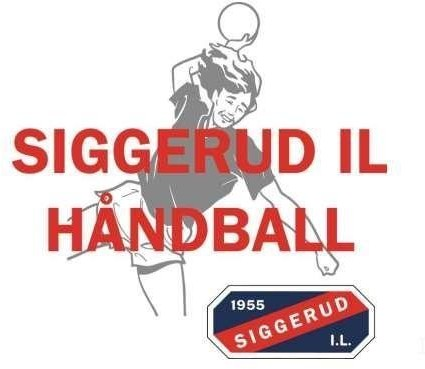 SIGGERUD IL
HÅNDBALL
1955
SIGGERUD
I.L.